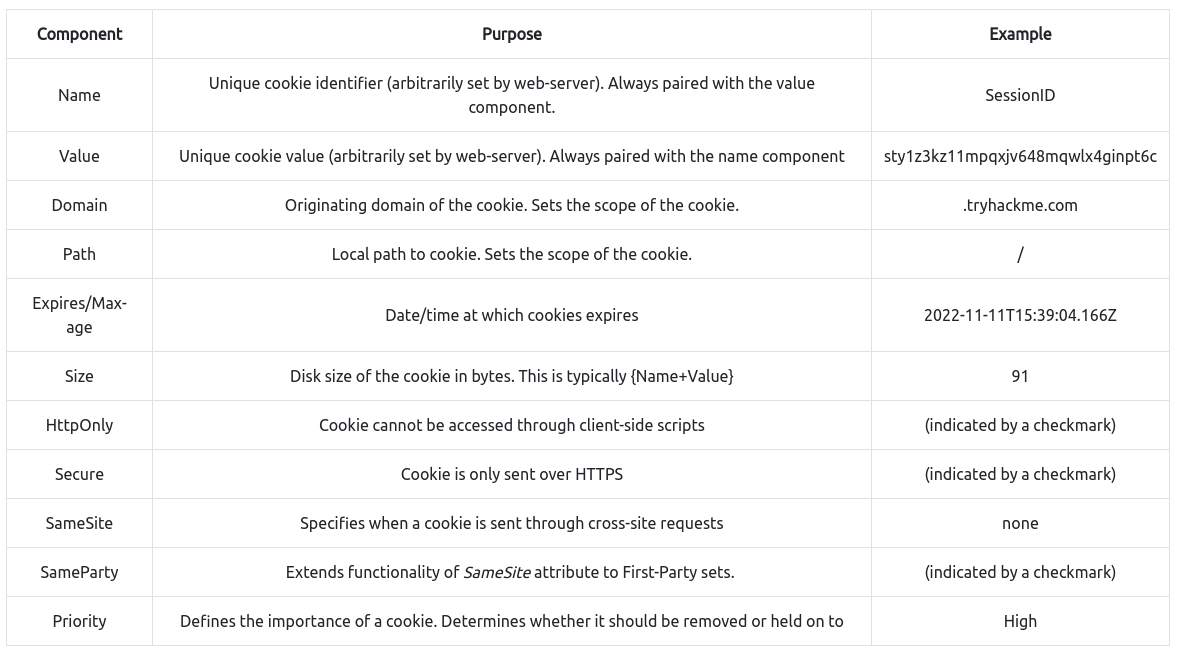 Component Purpose Example
Name Unique cookie identifier (arbitrarily set by web-server). Always paired with the value
component. SessionID
Value Unique cookie value (arbitrarily set by web-server). Always paired with the name component sty1z3kz11mpqxjv648mqwlx4ginpt6c
Domain Originating domain of the cookie. Sets the scope of the cookie. .tryhackme.com
Path Local path to cookie. Sets the scope of the cookie. /
Expires/Max-
age Date/time at which cookies expires 2022-11-11T15:39:04.166Z
Size Disk size of the cookie in bytes. This is typically {Name+Value} 91
HttpOnly Cookie cannot be accessed through client-side scripts (indicated by a checkmark)
Secure Cookie is only sent over HTTPS (indicated by a checkmark)
SameSite Specifies when a cookie is sent through cross-site requests none
SameParty Extends functionality of SameSite attribute to First-Party sets. (indicated by a checkmark)
Priority Defines the importance of a cookie. Determines whether it should be removed or held on to High